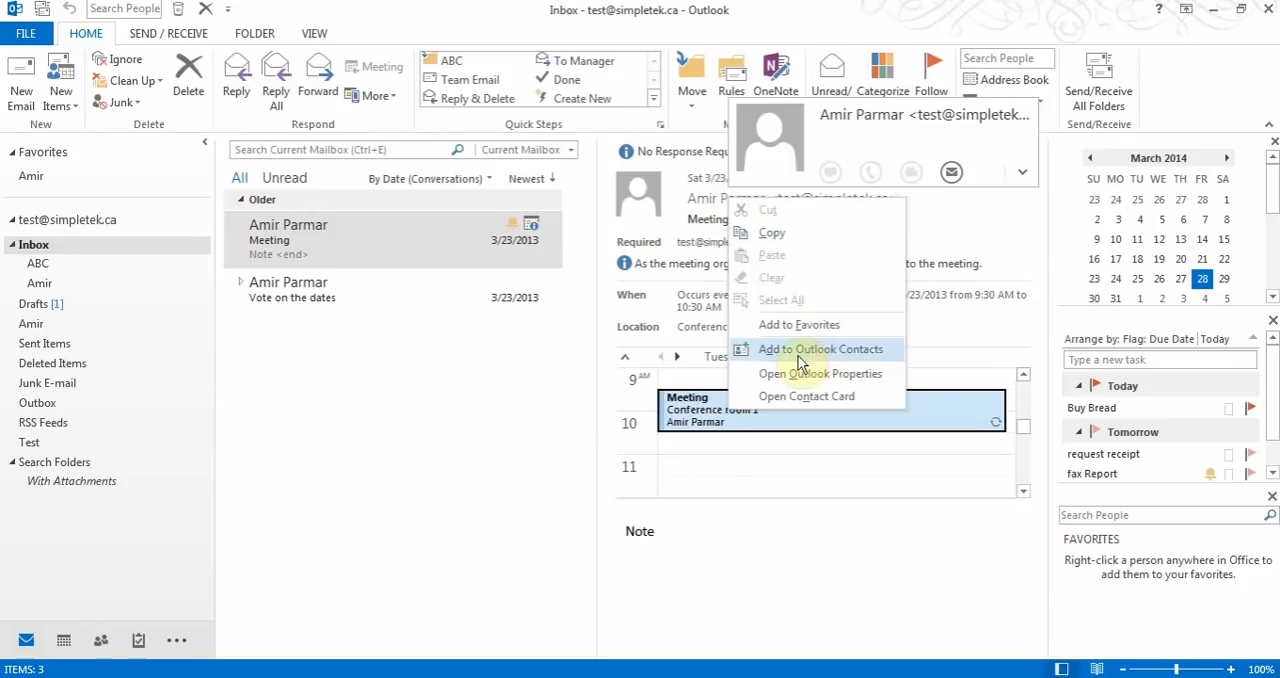 Search People
Inbox - test@simpletek.ca - Outlook
?
FILE
HOME
SEND / RECEIVE
FOLDER
VIEW
New Email
New Items
New
Ignore
Clean Up
Junk
Delete
Delete
Reply
Reply All
Forward
Meeting
More
Respond
ABC
Team Email
Reply & Delete
To Manager
Done
Create New
Quick Steps
Move
Rules
OneNote
Unread/
Categorize
Follow
Search People
Address Book
Send/Receive All Folders
Send/Receive
Favorites
Amir
test@simpletek.ca
Inbox
ABC
Amir
Drafts [1]
Amir
Sent Items
Deleted Items
Junk E-mail
Outbox
RSS Feeds
Test
Search Folders
With Attachments
Search Current Mailbox (Ctrl+E)
Current Mailbox
All
Unread
By Date (Conversations)
Newest
Older
Amir Parmar
Meeting
3/23/2013
Note <end>
Amir Parmar
Vote on the dates
3/23/2013
No Response Requ
Sat 3/23
Amir Parmar <test@simpletek.ca>
Meeting
Required
test@simple
As the meeting org
to the meeting.
When
Occurs eve
/23/2013 from 9:30 AM to
10:30 AM
Location
Conferenc
Tues
9 AM
10
11
Meeting
Conference room 1
Amir Parmar
Note
Amir Parmar <test@simpletek...
Cut
Copy
Paste
Clear
Select All
Add to Favorites
Add to Outlook Contacts
Open Outlook Properties
Open Contact Card
March 2014
SU MO TU WE TH FR SA
23 24 25 26 27 28 1
2 3 4 5 6 7 8
9 10 11 12 13 14 15
16 17 18 19 20 21 22
23 24 25 26 27 28 29
30 31 1 2 3 4 5
Arrange by: Flag: Due Date
Today
Type a new task
Today
Buy Bread
Tomorrow
request receipt
fax Report
Search People
FAVORITES
Right-click a person anywhere in Office to
add them to your favorites.
ITEMS: 3
100%